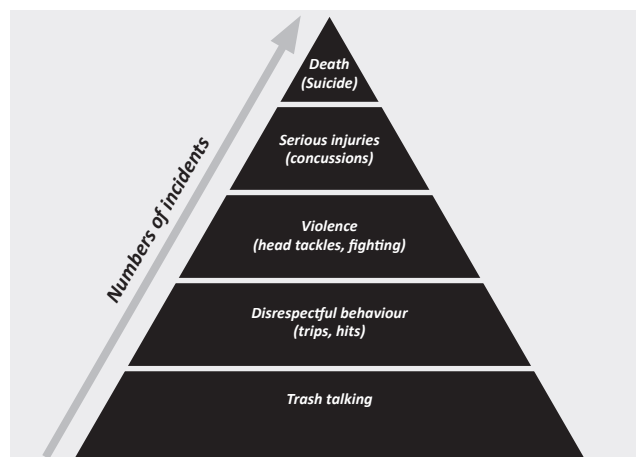 Death
(Suicide)
Serious injuries
(concussions)
Violence
(head tackles, fighting)
Disrespectful behaviour
(trips, hits)
Trash talking
Numbers of incidents